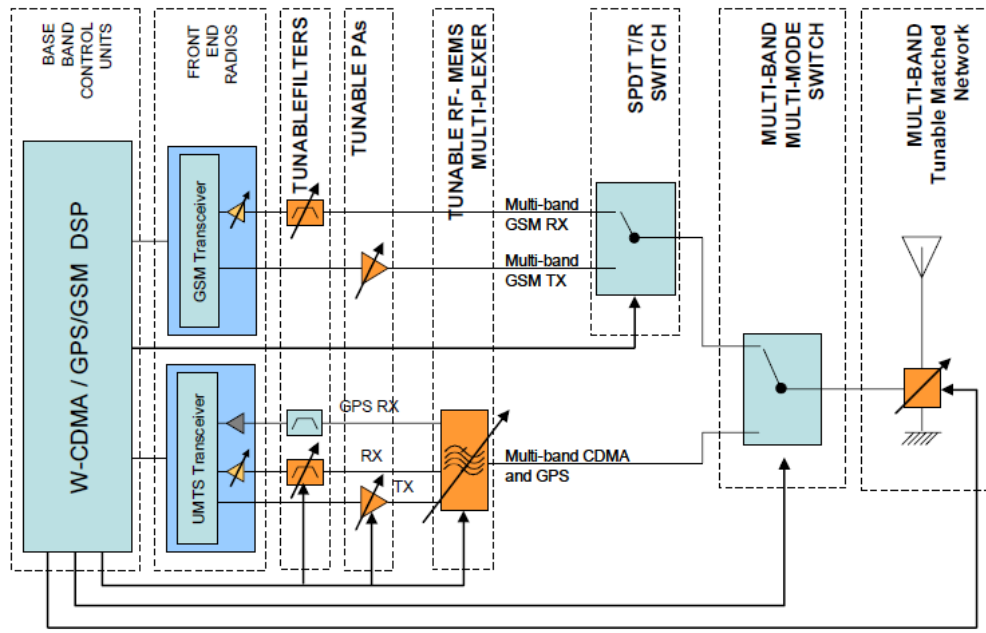 BASE
BAND
CONTROL
UNITS
FRONT
END
RADIOS
TUNABLEFILTERS
TUNABLE PAs
TUNABLE RF- MEMS
MULTI-PLEXER
SPDT T/R
SWITCH
MULTI-BAND
MULTI-MODE
SWITCH
MULTI-BAND
Tunable Matched
Network
W-CDMA / GPS/GSM DSP
GSM Transceiver
Multi-band
GSM RX
Multi-band
GSM TX
UMTS Transceiver
GPS RX
RX
TX
Multi-band CDMA
and GPS